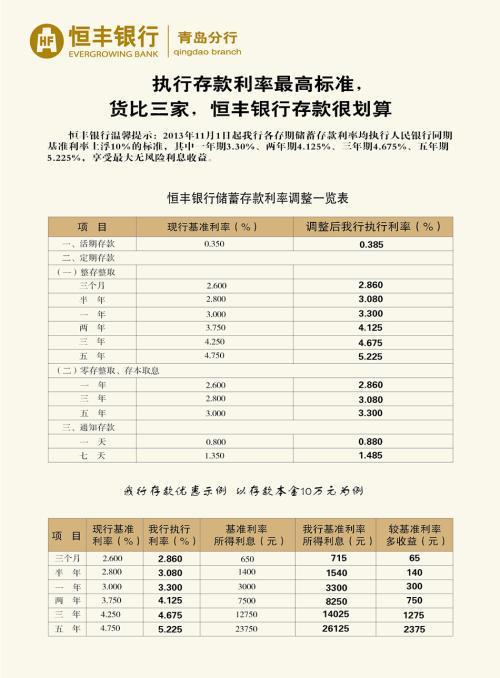 恒丰银行 青岛分行
EVERGROWING BANK qingdao branch
执行存款利率最高标准，
货比三家，恒丰银行存款很划算
恒丰银行温馨提示：2013年11月1日起我行各存期储蓄存款利率均执行人民银行同期
基准利率上浮10%的标准，其中一年期3.30%、两年期4.125%、三年期4.675%、五年期
5.225%，享受最大无风险利息收益。
恒丰银行储蓄存款利率调整一览表
项 目 现行基准利率（%） 调整后我行执行利率（%）
一、活期存款 0.350 0.385
二、定期存款
（一）整存整取
三个月 2.600 2.860
半 年 2.800 3.080
一 年 3.000 3.300
两 年 3.750 4.125
三 年 4.250 4.675
五 年 4.750 5.225
（二）零存整取、存本取息
一 年 2.600 2.860
三 年 2.800 3.080
五 年 3.000 3.300
三、通知存款
一 天 0.800 0.880
七 天 1.350 1.485
我行存款优惠示例 以存款本金10万元为例
项 目 现行基准利率（%） 我行执行利率（%） 基准利率所得利息（元） 我行基准利率所得利息（元） 较基准利率多收益（元）
三个月 2.600 2.860 650 715 65
半 年 2.800 3.080 1400 1540 140
一 年 3.000 3.300 3000 3300 300
两 年 3.750 4.125 7500 8250 750
三 年 4.250 4.675 12750 14025 1275
五 年 4.750 5.225 23750 26125 2375